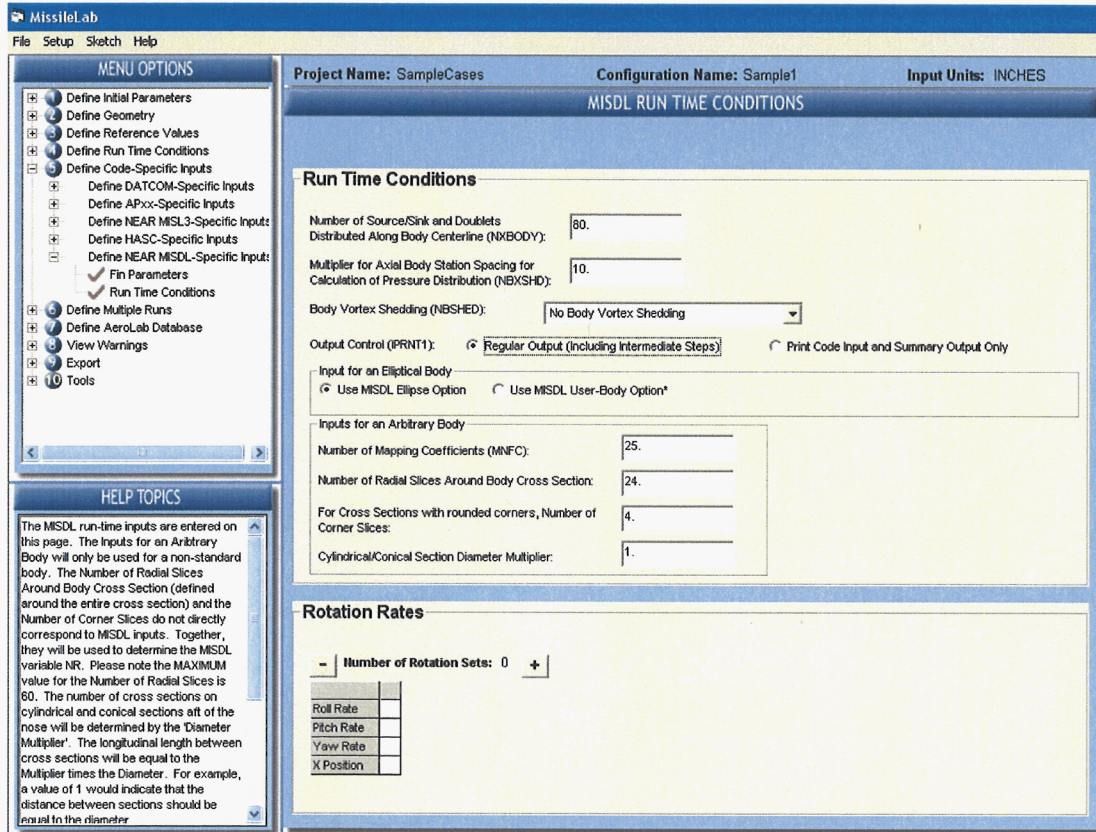 MissileLab
File Setup Sketch Help
MENU OPTIONS
1 Define Initial Parameters
2 Define Geometry
3 Define Reference Values
4 Define Run Time Conditions
5 Define Code-Specific Inputs
Define DATCOM-Specific Inputs
Define APxx-Specific Inputs
Define NEAR MISL3-Specific Inputs
Define HASC-Specific Inputs
Define NEAR MISDL-Specific Inputs
Fin Parameters
Run Time Conditions
6 Define Multiple Runs
7 Define AeroLab Database
8 View Warnings
9 Export
10 Tools
HELP TOPICS
The MISDL run-time inputs are entered on
this page. The Inputs for an Aribtrary
Body will only be used for a non-standard
body. The Number of Radial Slices
Around Body Cross Section (defined
around the entire cross section) and the
Number of Corner Slices do not directly
correspond to MISDL inputs. Together,
they will be used to determine the MISDL
variable NR. Please note the MAXIMUM
value for the Number of Radial Slices is
60. The number of cross sections on
cylindrical and conical sections aft of the
nose will be determined by the 'Diameter
Multiplier'. The longitudinal length between
cross sections will be equal to the
Multiplier times the Diameter. For example,
a value of 1 would indicate that the
distance between sections should be
equal to the diameter
Project Name: SampleCases Configuration Name: Sample1 Input Units: INCHES
MISDL RUN TIME CONDITIONS
Run Time Conditions
Number of Source/Sink and Doublets
Distributed Along Body Centerline (NXBODY): 80.
Multiplier for Axial Body Station Spacing for
Calculation of Pressure Distribution (NBXSHD): 10.
Body Vortex Shedding (NBSHED): No Body Vortex Shedding
Output Control (IPRNT1): Regular Output (Including Intermediate Steps) Print Code Input and Summary Output Only
Input for an Elliptical Body
Use MISDL Ellipse Option Use MISDL User-Body Option*
Inputs for an Arbitrary Body
Number of Mapping Coefficients (MNFC): 25.
Number of Radial Slices Around Body Cross Section: 24.
For Cross Sections with rounded corners, Number of
Corner Slices: 4.
Cylindrical/Conical Section Diameter Multiplier: 1.
Rotation Rates
- Number of Rotation Sets: 0 +
Roll Rate
Pitch Rate
Yaw Rate
X Position